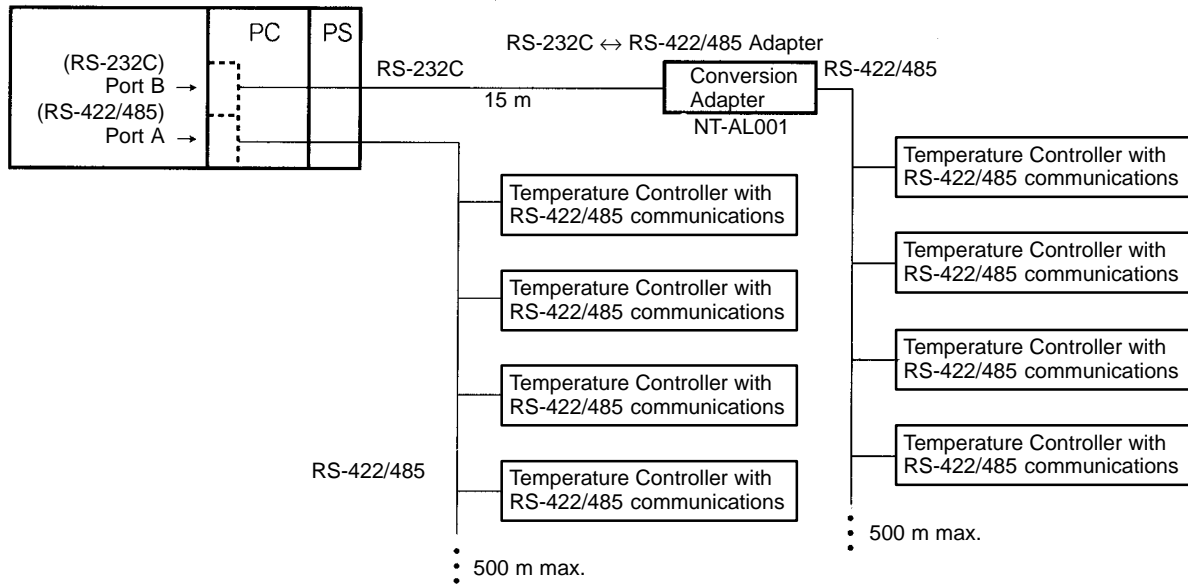 PC
PS
RS-232C ↔ RS-422/485 Adapter
(RS-232C)
Port B →
RS-232C
15 m
Conversion
Adapter
NT-AL001
RS-422/485
(RS-422/485)
Port A →
Temperature Controller with
RS-422/485 communications
Temperature Controller with
RS-422/485 communications
Temperature Controller with
RS-422/485 communications
Temperature Controller with
RS-422/485 communications
RS-422/485
500 m max.
Temperature Controller with
RS-422/485 communications
Temperature Controller with
RS-422/485 communications
Temperature Controller with
RS-422/485 communications
Temperature Controller with
RS-422/485 communications
500 m max.